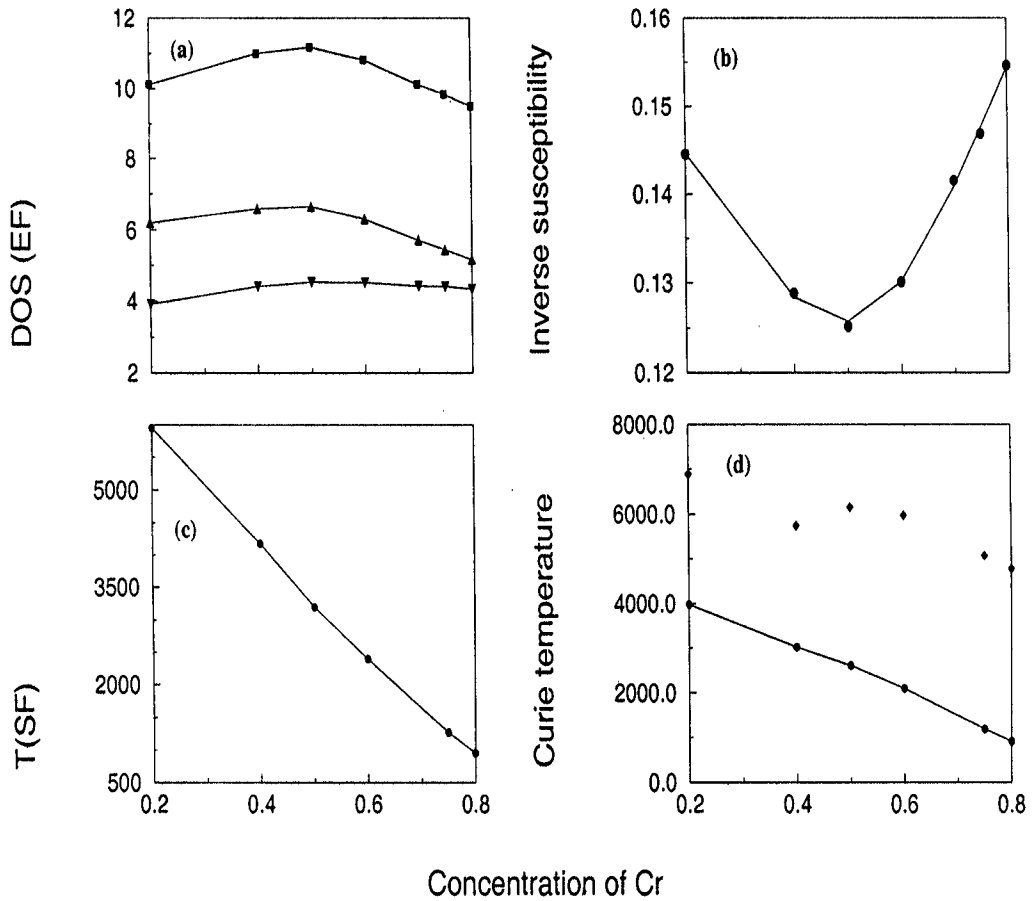 12
10
8
6
4
2
DOS (EF)
(a)
0.16
0.15
0.14
0.13
0.12
Inverse susceptibility
(b)
5000
3500
2000
500
T(SF)
(c)
0.2 0.4 0.6 0.8
8000.0
6000.0
4000.0
2000.0
0.0
Curie temperature
(d)
0.2 0.4 0.6 0.8
Concentration of Cr